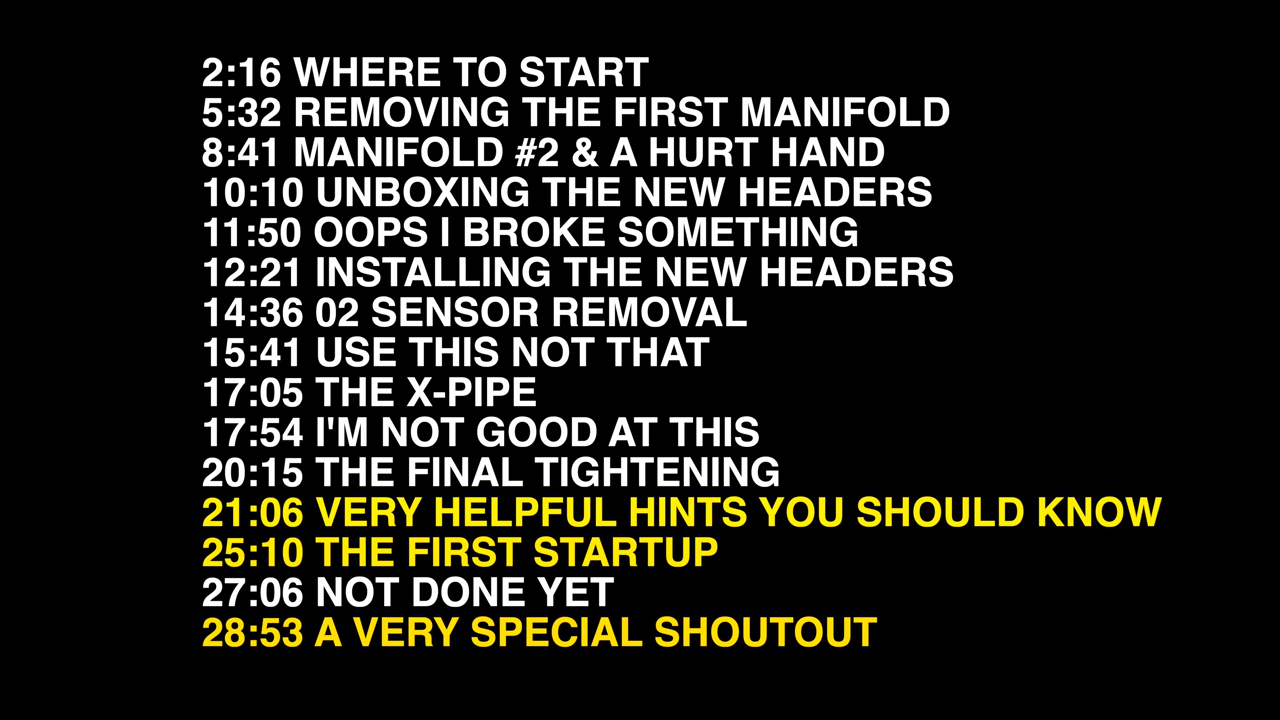 2:16 WHERE TO START
5:32 REMOVING THE FIRST MANIFOLD
8:41 MANIFOLD #2 & A HURT HAND
10:10 UNBOXING THE NEW HEADERS
11:50 OOPS I BROKE SOMETHING
12:21 INSTALLING THE NEW HEADERS
14:36 02 SENSOR REMOVAL
15:41 USE THIS NOT THAT
17:05 THE X-PIPE
17:54 I'M NOT GOOD AT THIS
20:15 THE FINAL TIGHTENING
21:06 VERY HELPFUL HINTS YOU SHOULD KNOW
25:10 THE FIRST STARTUP
27:06 NOT DONE YET
28:53 A VERY SPECIAL SHOUTOUT